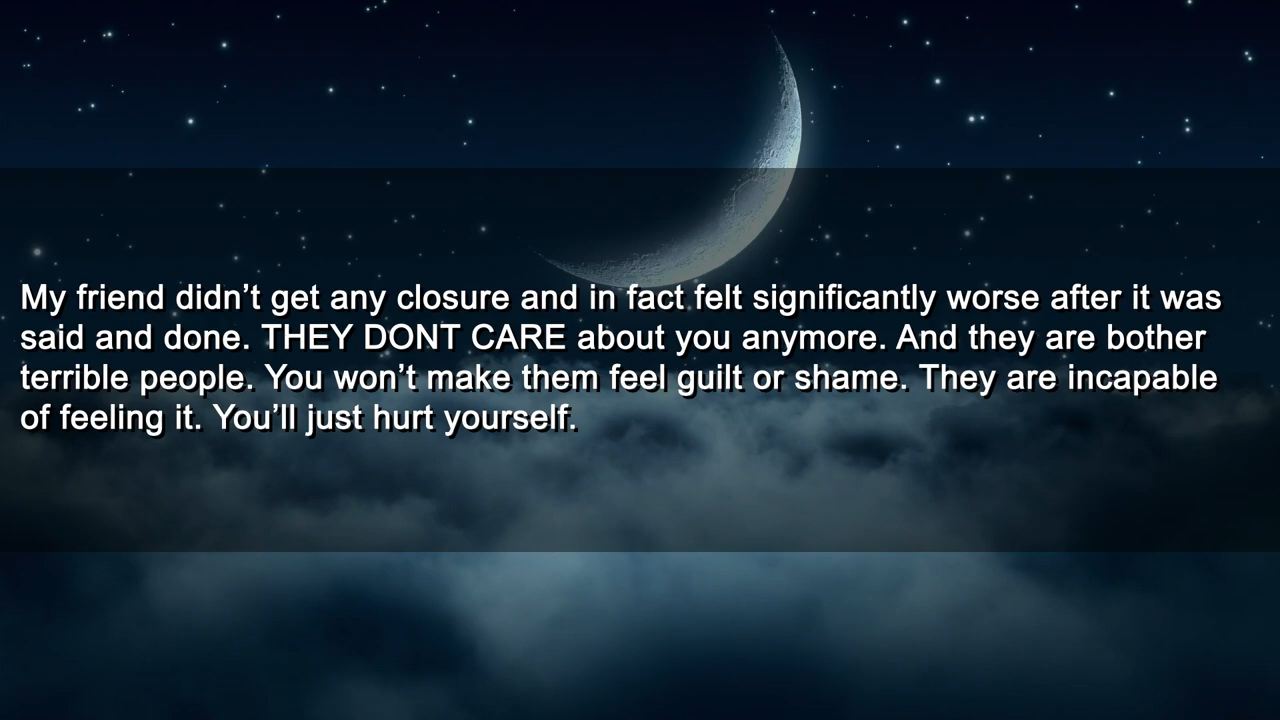 My friend didn’t get any closure and in fact felt significantly worse after it was
said and done. THEY DONT CARE about you anymore. And they are bother
terrible people. You won’t make them feel guilt or shame. They are incapable
of feeling it. You’ll just hurt yourself.